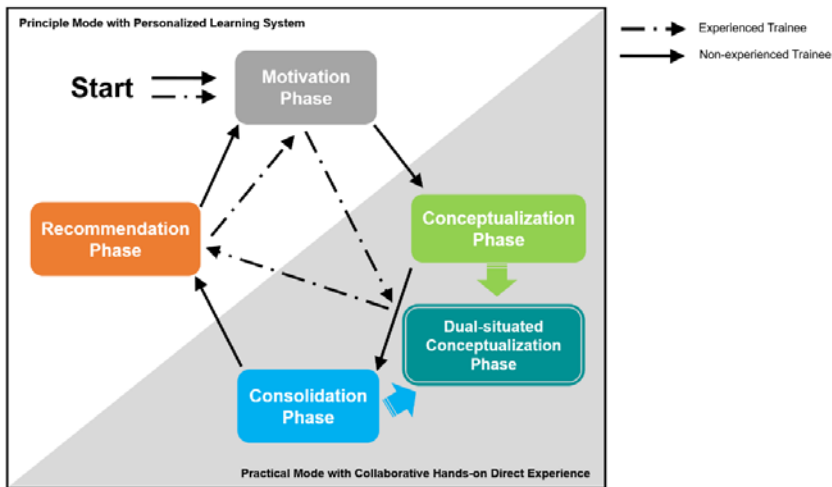 Principle Mode with Personalized Learning System
Experienced Trainee
Non-experienced Trainee
Start
Motivation
Phase
Recommendation
Phase
Conceptualization
Phase
Dual-situated
Conceptualization
Phase
Consolidation
Phase
Practical Mode with Collaborative Hands-on Direct Experience